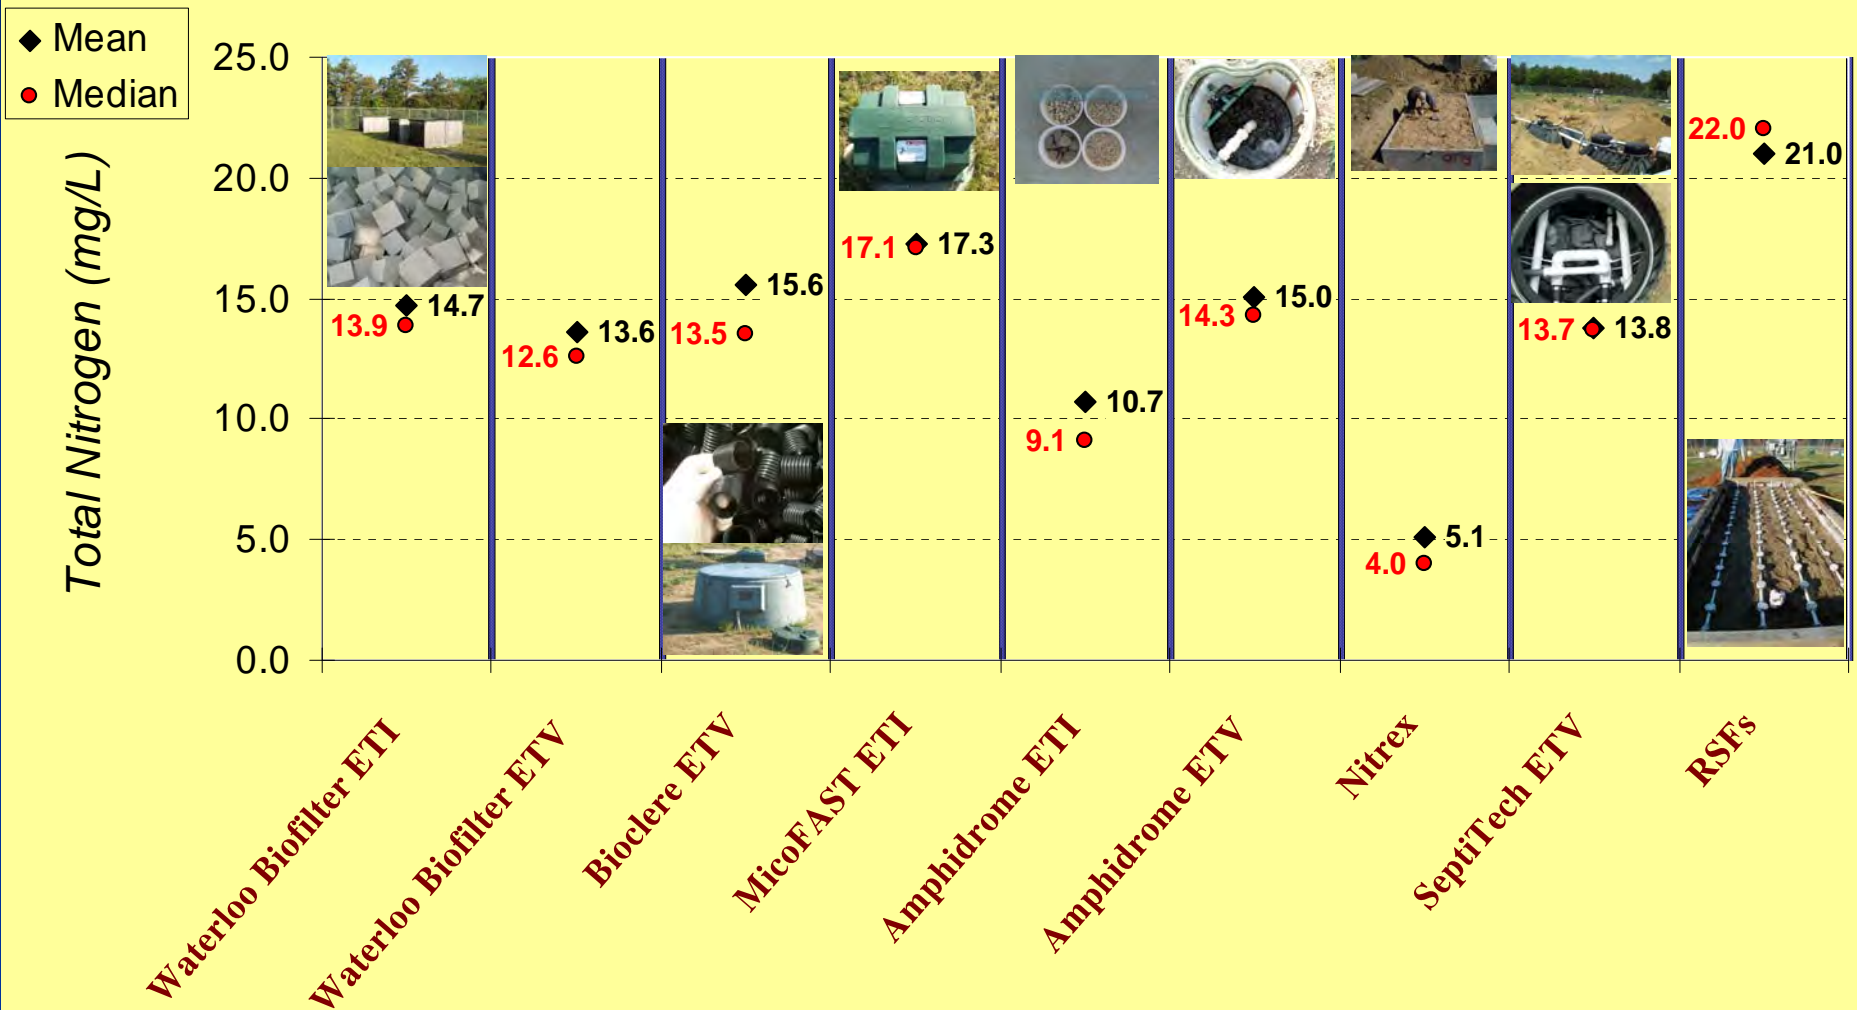 Mean
Median
Total Nitrogen (mg/L)
25.0
20.0
15.0
10.0
5.0
0.0
14.7
13.9
13.6
12.6
15.6
13.5
17.1
17.3
10.7
9.1
15.0
14.3
5.1
4.0
13.7
13.8
22.0
21.0
Waterloo Biofilter ETI
Waterloo Biofilter ETV
Bioclere ETV
MicoFAST ETI
Amphidrome ETI
Amphidrome ETV
Nitrex
SeptiTech ETV
RSFs